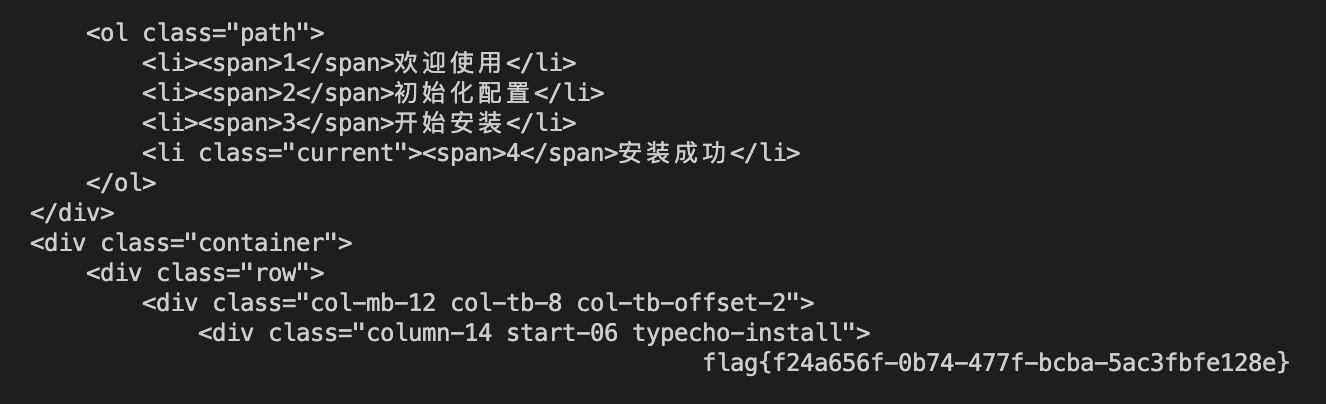 <ol class="path">
<li><span>1</span>欢迎使用</li>
<li><span>2</span>初始化配置</li>
<li><span>3</span>开始安装</li>
<li class="current"><span>4</span>安装成功</li>
</ol>
</div>
<div class="container">
<div class="row">
<div class="col-mb-12 col-tb-8 col-tb-offset-2">
<div class="column-14 start-06 typecho-install">
flag{f24a656f-0b74-477f-bcba-5ac3fbfe128e}